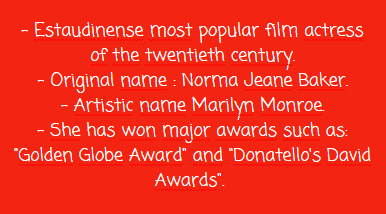 - Estaudinense most popular film actress
of the twentieth century.
- Original name : Norma Jeane Baker.
- Artistic name Marilyn Monroe.
- She has won major awards such as:
"Golden Globe Award" and "Donatello's David
Awards".